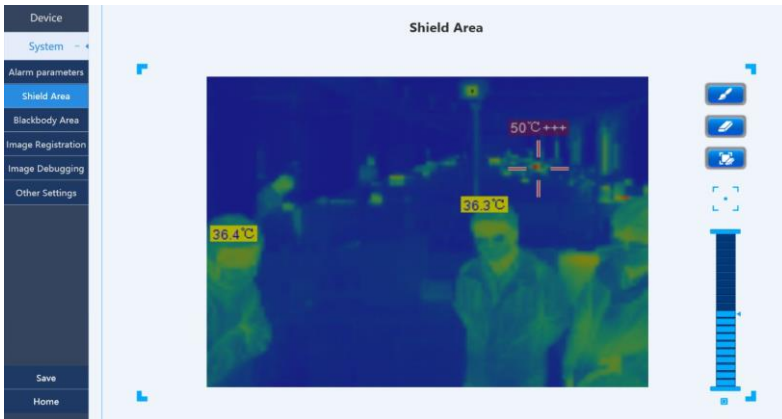 Device
System
Alarm parameters
Shield Area
Blackbody Area
Image Registration
Image Debugging
Other Settings
Save
Home
Shield Area
50℃+++
36.3℃
36.4℃